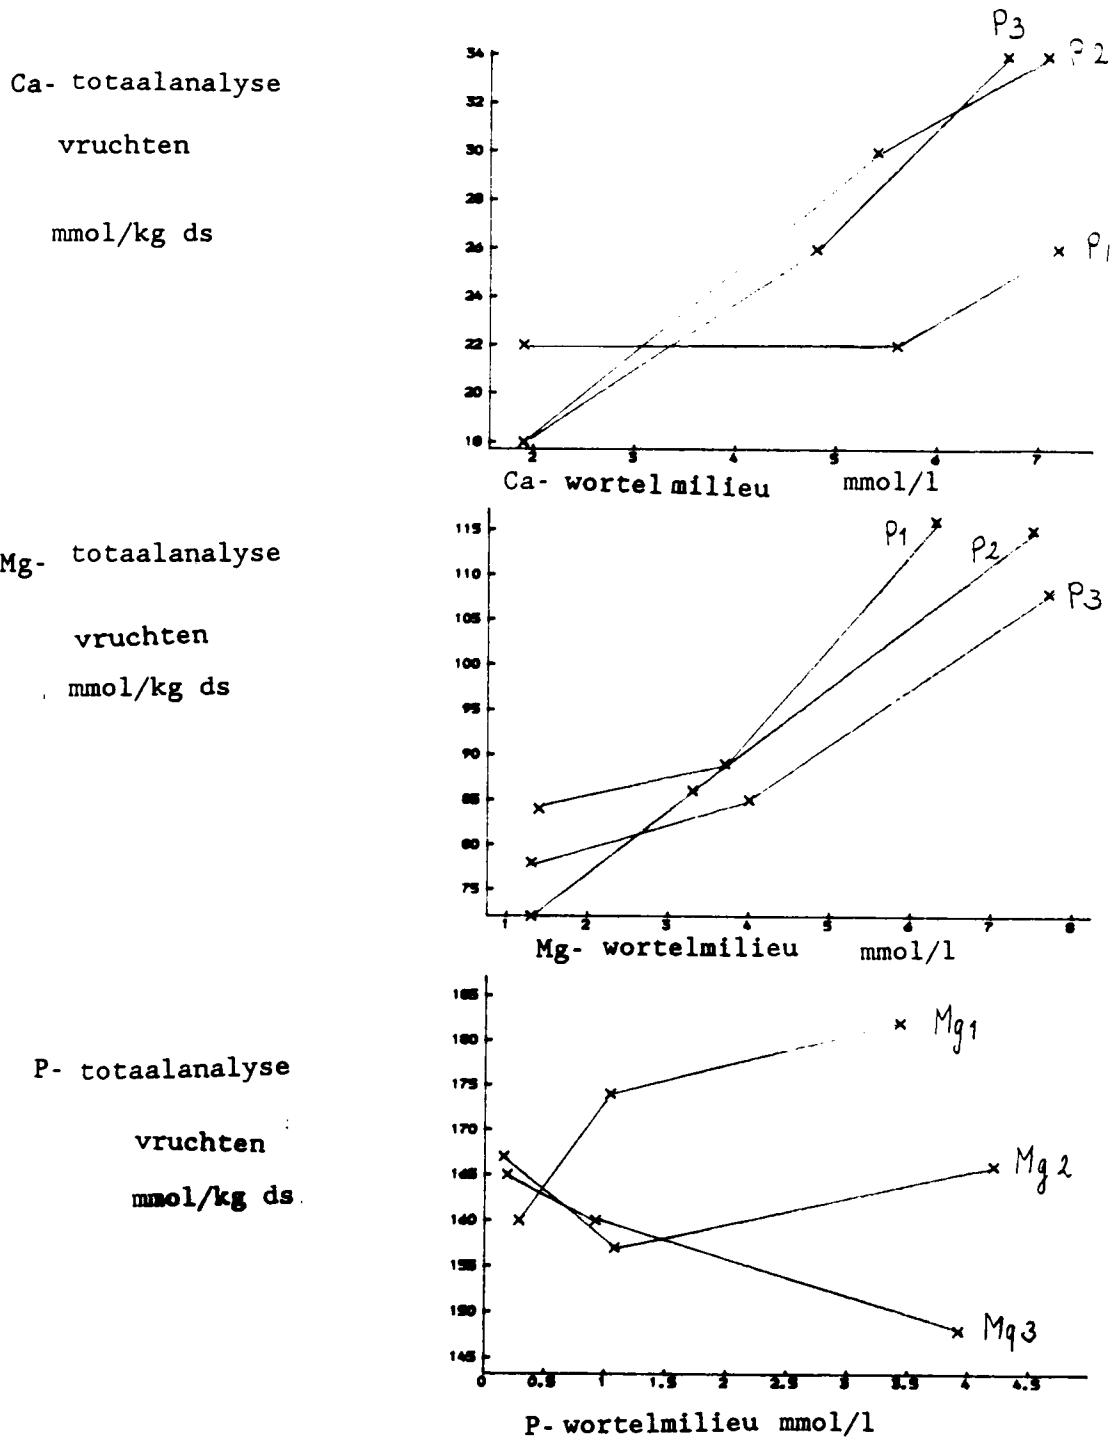 P3
P2
34
Ca- totaalanalyse
32
vruchten
30
28
mmol/kg ds
26
P1
24
22
20
18
2 3 4 5 6 7
Ca- wortelmilieu mmol/l
115
P1
P2
Mg- totaalanalyse
110
P3
105
vruchten
100
mmol/kg ds
95
90
85
80
75
1 2 3 4 5 6 7 8
Mg- wortelmilieu mmol/l
185
Mg1
180
P- totaalanalyse
175
170
vruchten
Mg2
165
mmol/kg ds
160
155
150
Mg3
145
0 0.5 1 1.5 2 2.5 3 3.5 4 4.5
P- wortelmilieu mmol/l